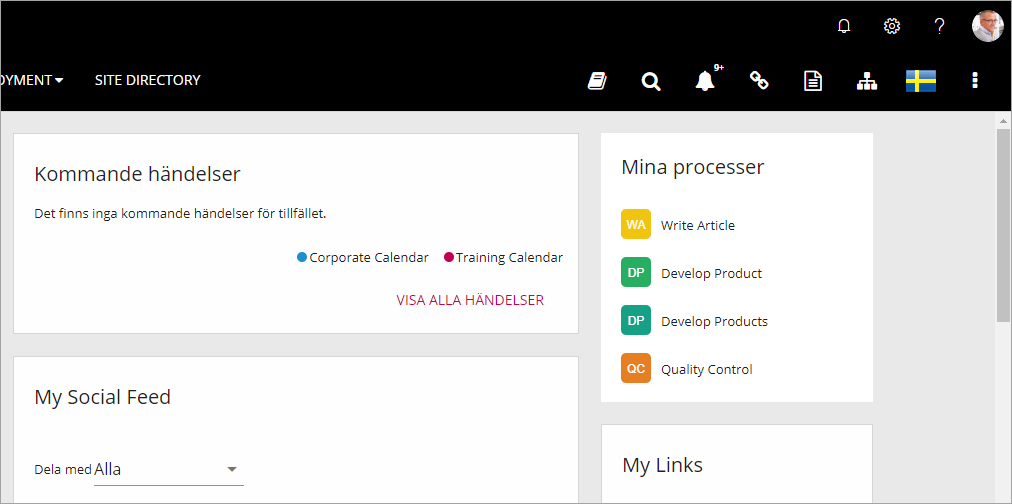 9+
OYMENT
SITE DIRECTORY
Kommande händelser
Det finns inga kommande händelser för tillfället.
Corporate Calendar
Training Calendar
VISA ALLA HÄNDELSER
My Social Feed
Dela med Alla
Mina processer
WA Write Article
DP Develop Product
DP Develop Products
QC Quality Control
My Links